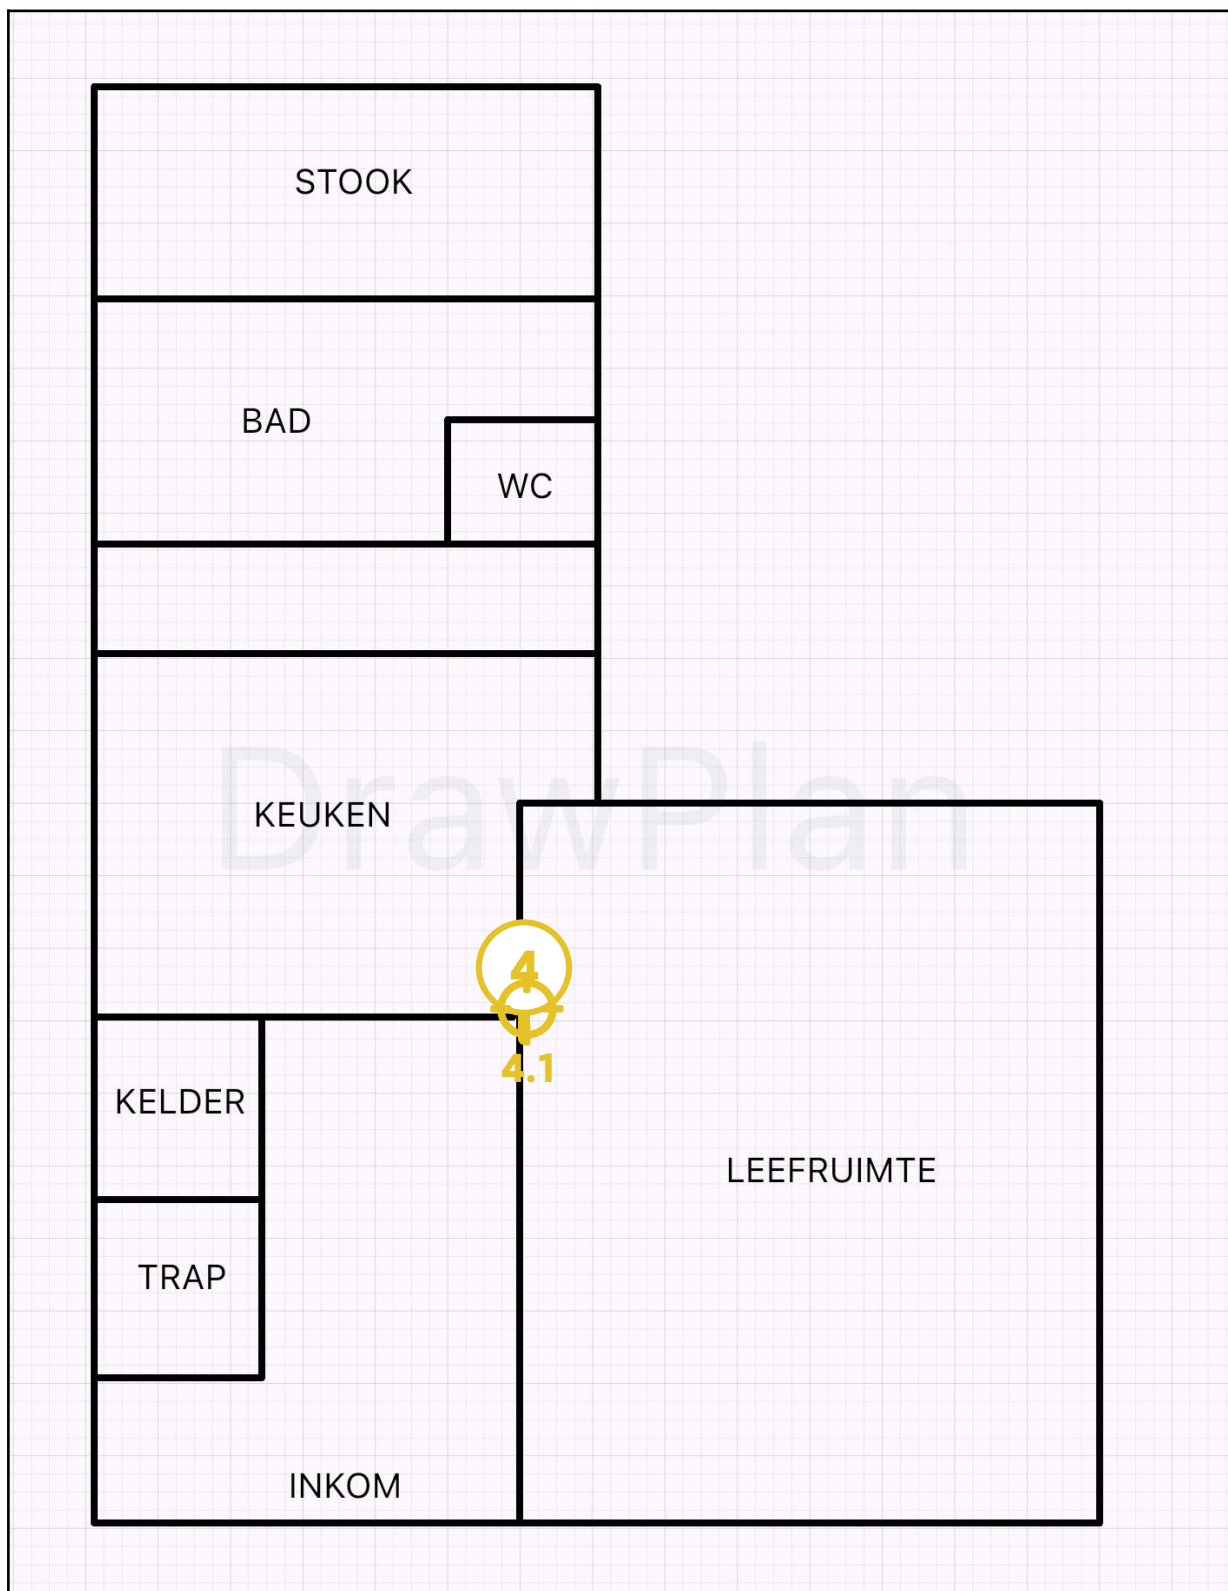 STOOK
BAD
WC
DrawPlan
KEUKEN
4
4.1
KELDER
LEEFRUIMTE
TRAP
INKOM